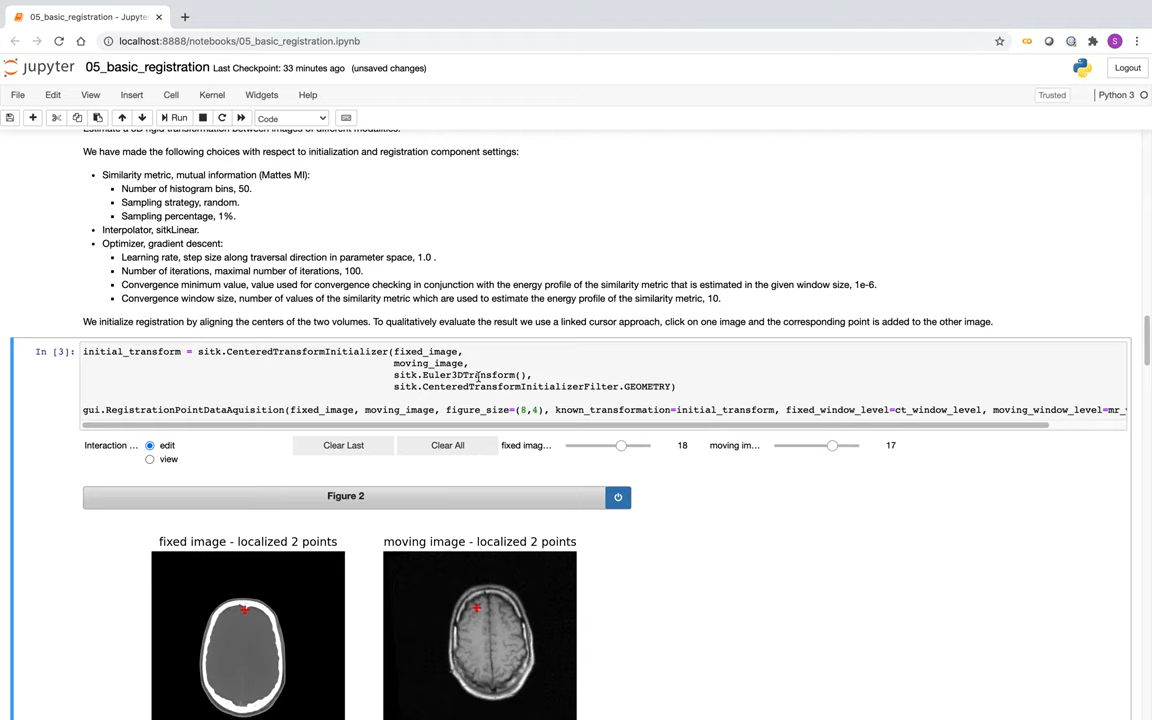 05_basic_registration - Jupyte
localhost:8888/notebooks/05_basic_registration.ipynb
S
jupyter 05_basic_registration Last Checkpoint: 33 minutes ago (unsaved changes)
Logout
File Edit View Insert Cell Kernel Widgets Help
Trusted
Python 3
Run
Code
Estimate a 3D rigid transformation between images of different modalities.
We have made the following choices with respect to initialization and registration component settings:
• Similarity metric, mutual information (Mattes MI):
• Number of histogram bins, 50.
• Sampling strategy, random.
• Sampling percentage, 1%.
• Interpolator, sitkLinear.
• Optimizer, gradient descent:
• Learning rate, step size along traversal direction in parameter space, 1.0 .
• Number of iterations, maximal number of iterations, 100.
• Convergence minimum value, value used for convergence checking in conjunction with the energy profile of the similarity metric that is estimated in the given window size, 1e-6.
• Convergence window size, number of values of the similarity metric which are used to estimate the energy profile of the similarity metric, 10.
We initialize registration by aligning the centers of the two volumes. To qualitatively evaluate the result we use a linked cursor approach, click on one image and the corresponding point is added to the other image.
In [3]: initial_transform = sitk.CenteredTransformInitializer(fixed_image,
moving_image,
sitk.Euler3DTransform(),
sitk.CenteredTransformInitializerFilter.GEOMETRY)
gui.RegistrationPointDataAquisition(fixed_image, moving_image, figure_size=(8,4), known_transformation=initial_transform, fixed_window_level=ct_window_level, moving_window_level=mr_
Interaction ... edit Clear Last Clear All fixed imag... 18 moving im... 17
view
Figure 2
fixed image - localized 2 points moving image - localized 2 points